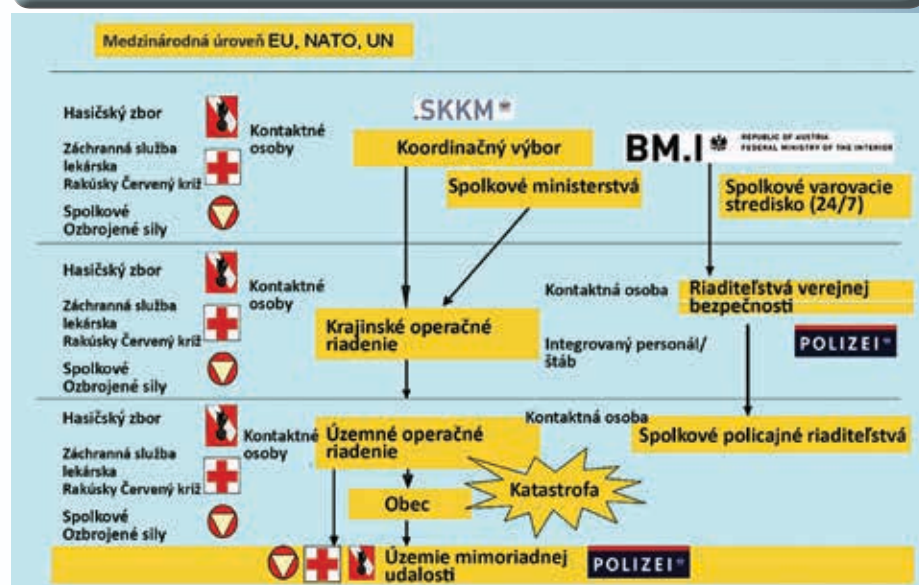 Medzinárodná úroveň EU, NATO, UN
Hasičský zbor
Záchranná služba
lekárska
Rakúsky Červený kríž
Spolkové
Ozbrojené sily
Kontaktné
osoby
.SKKM
Koordinačný výbor
Spolkové ministerstvá
BM.I
REPUBLIC OF AUSTRIA
FEDERAL MINISTRY OF THE INTERIOR
Spolkové varovacie
stredisko (24/7)
Hasičský zbor
Záchranná služba
lekárska
Rakúsky Červený kríž
Spolkové
Ozbrojené sily
Kontaktné
osoby
Krajinské operačné
riadenie
Kontaktná osoba
Riaditeľstvá verejnej
bezpečnosti
Integrovaný personál/
štáb
POLIZEI
Hasičský zbor
Záchranná služba
lekárska
Rakúsky Červený kríž
Spolkové
Ozbrojené sily
Kontaktné
osoby
Územné operačné
riadenie
Kontaktná osoba
Spolkové policajné riaditeľstvá
Katastrofa
Obec
Územie mimoriadnej
udalosti
POLIZEI